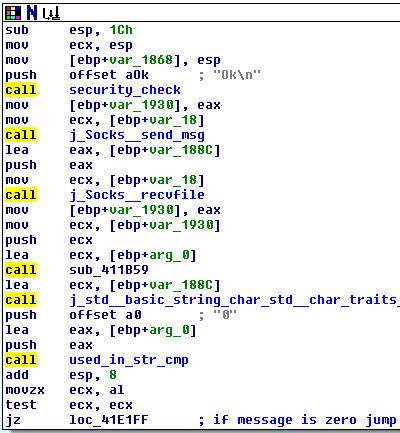 sub esp, 1Ch
mov ecx, esp
mov [ebp+var_1868], esp
push offset aOk ; "Ok\n"
call security_check
mov [ebp+var_1930], eax
mov ecx, [ebp+var_18]
call j_Socks__send_msg
lea eax, [ebp+var_188C]
push eax
mov ecx, [ebp+var_18]
call j_Socks__recvfile
mov [ebp+var_1930], eax
mov ecx, [ebp+var_1930]
push ecx
lea ecx, [ebp+arg_0]
call sub_411B59
lea ecx, [ebp+var_188C]
call j_std__basic_string_char_std__char_traits_
push offset a0 ; "0"
lea eax, [ebp+arg_0]
push eax
call used_in_str_cmp
add esp, 8
movzx ecx, al
test ecx, ecx
jz loc_41E1FF ; if message is zero jump